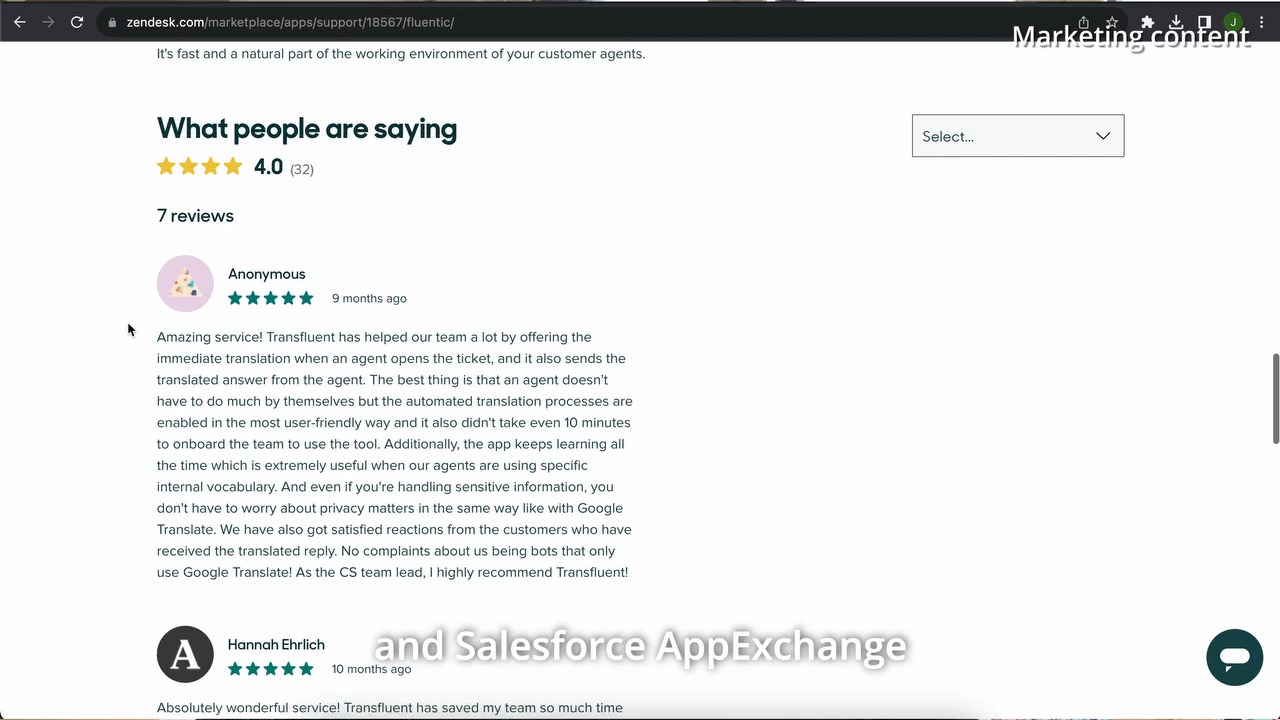 zendesk.com/marketplace/apps/support/18567/fluentic/
J
Marketing content
It's fast and a natural part of the working environment of your customer agents.
What people are saying
Select...
4.0 (32)
7 reviews
Anonymous
9 months ago
Amazing service! Transfluent has helped our team a lot by offering the
immediate translation when an agent opens the ticket, and it also sends the
translated answer from the agent. The best thing is that an agent doesn't
have to do much by themselves but the automated translation processes are
enabled in the most user-friendly way and it also didn't take even 10 minutes
to onboard the team to use the tool. Additionally, the app keeps learning all
the time which is extremely useful when our agents are using specific
internal vocabulary. And even if you're handling sensitive information, you
don't have to worry about privacy matters in the same way like with Google
Translate. We have also got satisfied reactions from the customers who have
received the translated reply. No complaints about us being bots that only
use Google Translate! As the CS team lead, I highly recommend Transfluent!
A
Hannah Ehrlich
10 months ago
and Salesforce AppExchange
Absolutely wonderful service! Transfluent has saved my team so much time